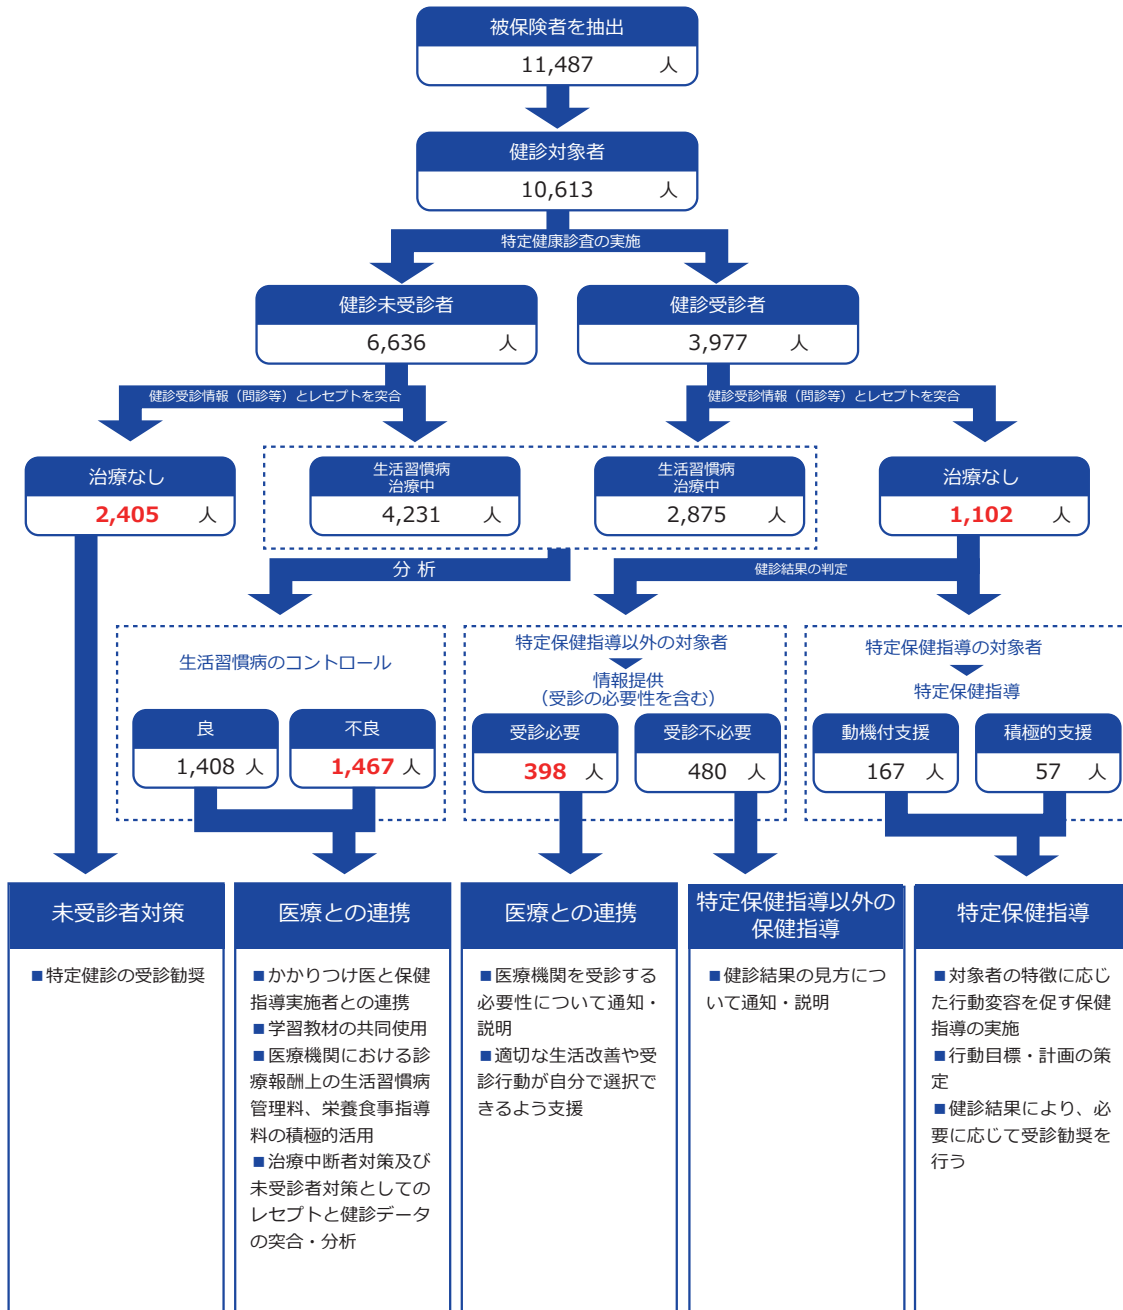 被保険者を抽出
11,487 人
健診対象者
10,613 人
特定健康診査の実施
健診未受診者
6,636 人
健診受診者
3,977 人
健診受診情報（問診等）とレセプトを突合
健診受診情報（問診等）とレセプトを突合
治療なし
2,405 人
生活習慣病
治療中
4,231 人
生活習慣病
治療中
2,875 人
治療なし
1,102 人
分 析
健診結果の判定
生活習慣病のコントロール
良
1,408 人
不良
1,467 人
特定保健指導以外の対象者
情報提供
（受診の必要性を含む）
受診必要
398 人
受診不必要
480 人
特定保健指導の対象者
特定保健指導
動機付支援
167 人
積極的支援
57 人
未受診者対策
■特定健診の受診勧奨
医療との連携
■かかりつけ医と保健
指導実施者との連携
■学習教材の共同使用
■医療機関における診
療報酬上の生活習慣病
管理料、栄養食事指導
料の積極的活用
■治療中断者対策及び
未受診者対策としての
レセプトと健診データ
の突合・分析
医療との連携
■医療機関を受診する
必要性について通知・
説明
■適切な生活改善や受
診行動が自分で選択で
きるよう支援
特定保健指導以外の
保健指導
■健診結果の見方につ
いて通知・説明
特定保健指導
■対象者の特徴に応じ
た行動変容を促す保健
指導の実施
■行動目標・計画の策
定
■健診結果により、必
要に応じて受診勧奨を
行う